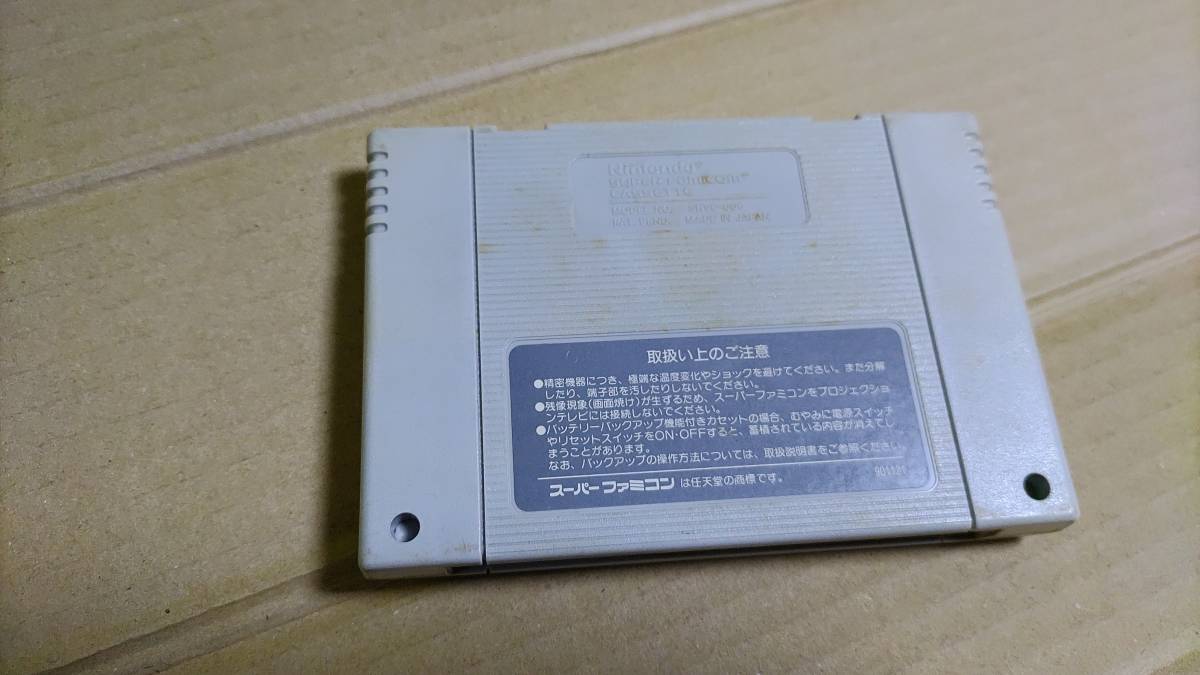 Nintendo®
SUPER Famicom®
Cassette
MODEL NO. SHVC-006
PAT. PEND. MADE IN JAPAN
取扱い上のご注意
●精密機器につき、極端な温度変化やショックを避けてください。また分解
したり、端子部を汚したりしないでください。
●残像現象(画面焼け)が生ずるため、スーパーファミコンをプロジェクショ
ンテレビには接続しないでください。
●バッテリーバックアップ機能付きカセットの場合、むやみに電源スイッチ
やリセットスイッチをON・OFFすると、蓄積されている内容が消えてし
まうことがあります。
なお、バックアップの操作方法については、取扱説明書をご参照ください。
901121
スーパーファミコン は任天堂の商標です。